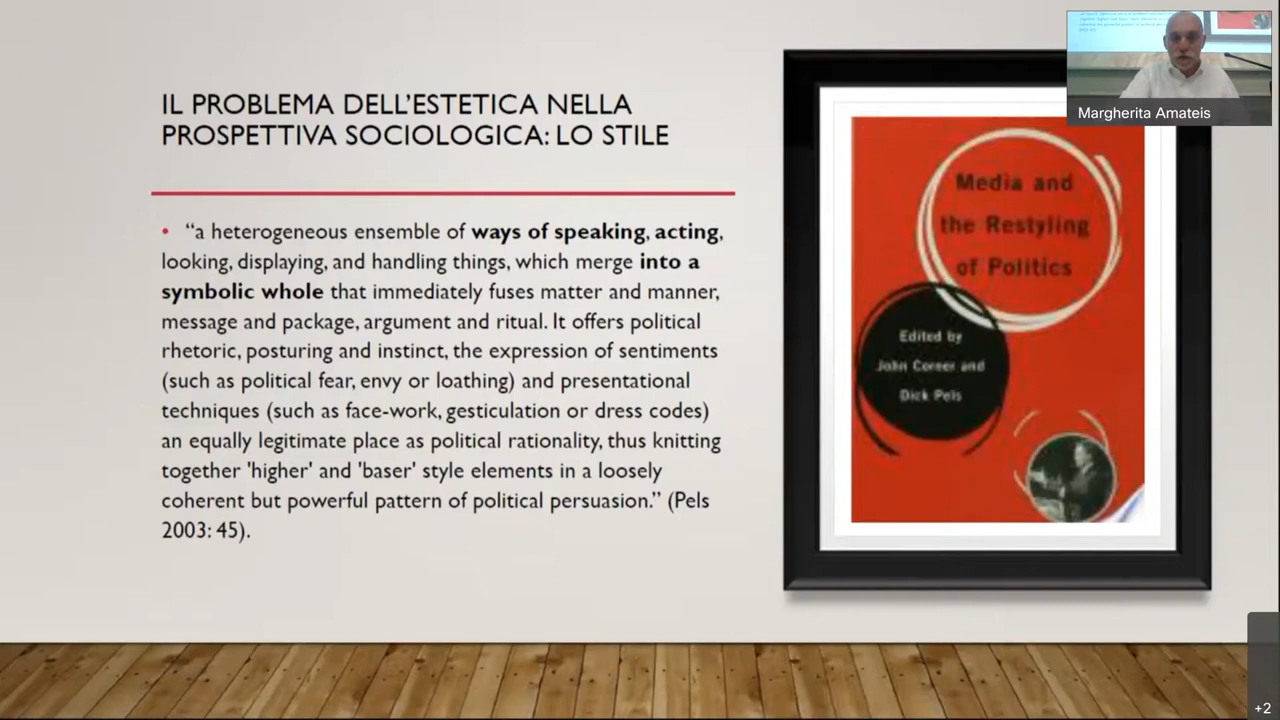 IL PROBLEMA DELL'ESTETICA NELLA
PROSPETTIVA SOCIOLOGICA: LO STILE
• “a heterogeneous ensemble of ways of speaking, acting,
looking, displaying, and handling things, which merge into a
symbolic whole that immediately fuses matter and manner,
message and package, argument and ritual. It offers political
rhetoric, posturing and instinct, the expression of sentiments
(such as political fear, envy or loathing) and presentational
techniques (such as face-work, gesticulation or dress codes)
an equally legitimate place as political rationality, thus knitting
together 'higher' and 'baser' style elements in a loosely
coherent but powerful pattern of political persuasion.” (Pels
2003: 45).
Media and
the Restyling
of Politics
Edited by
John Corner and
Dick Pels
Margherita Amateis
+2